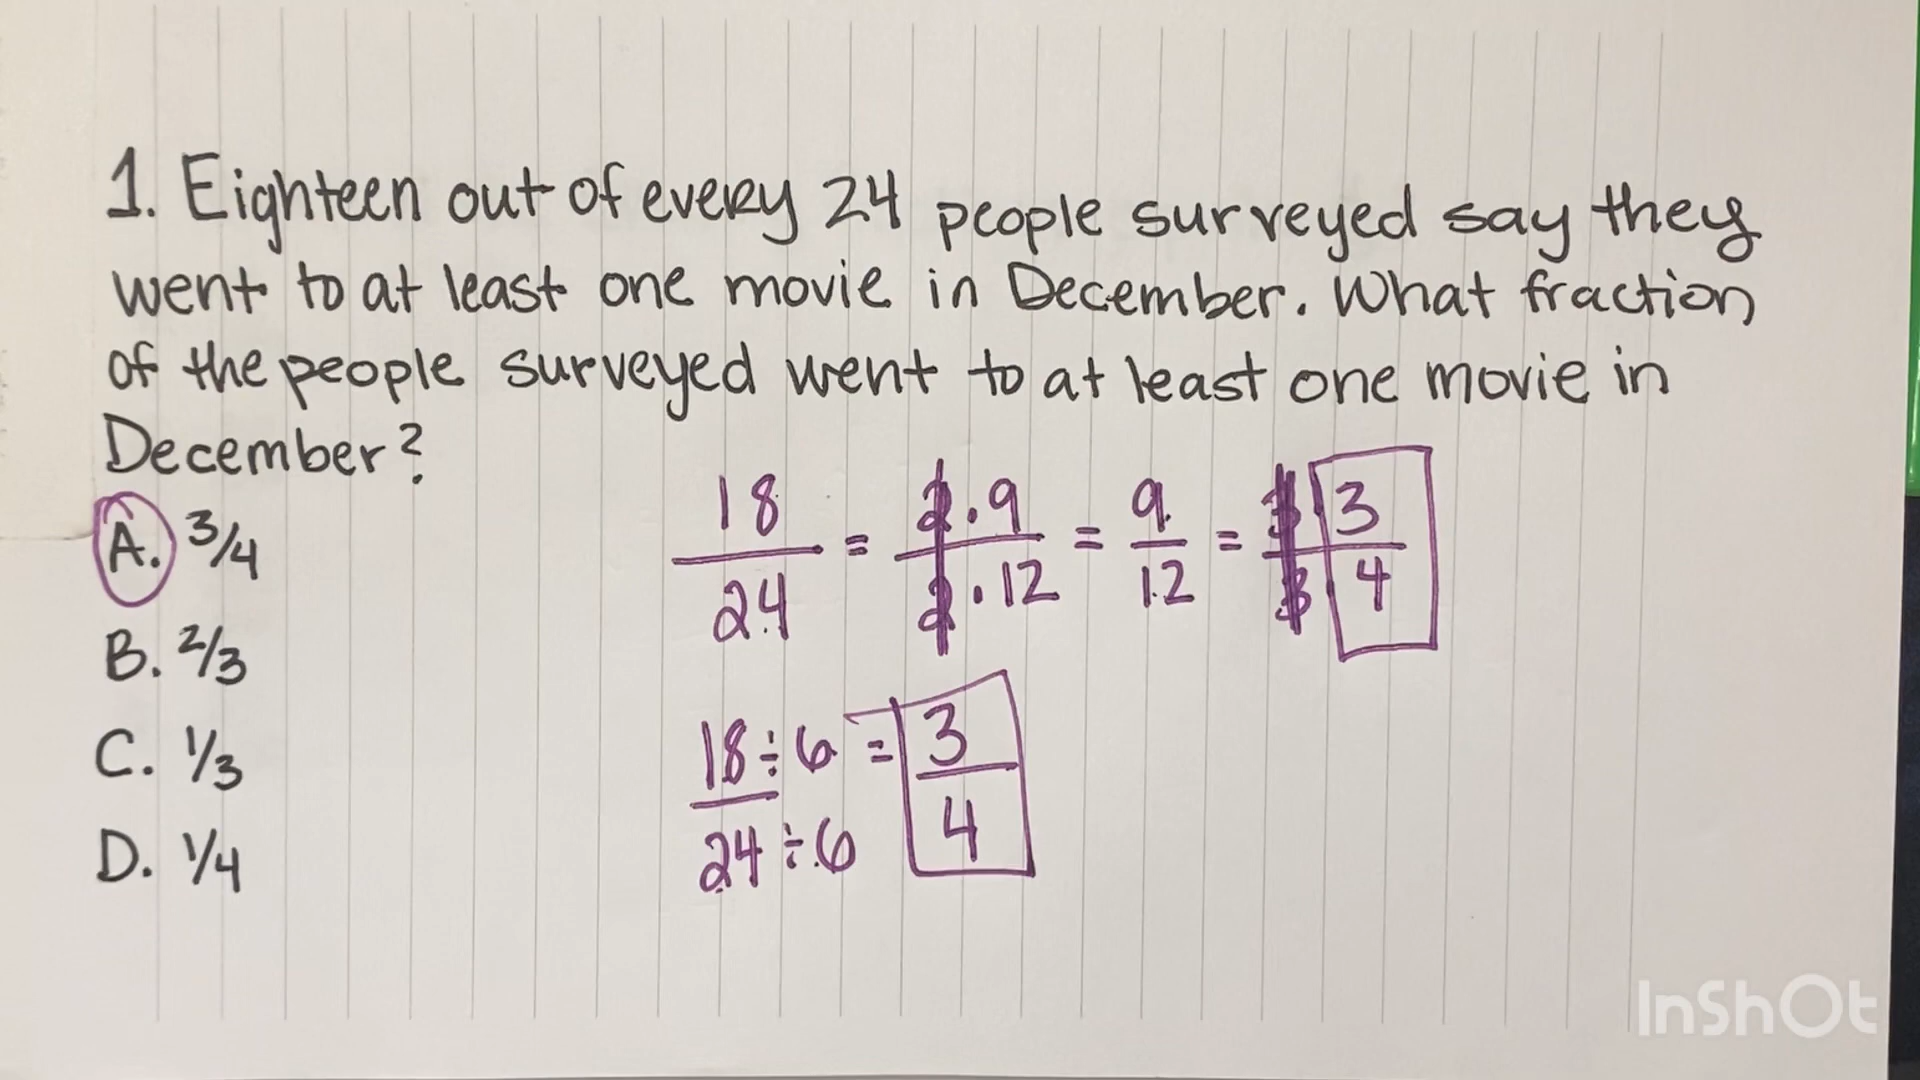 1. Eighteen out of every 24 people surveyed say they
went to at least one movie in December. What fraction
of the people surveyed went to at least one movie in
December?
A. 3/4
B. 2/3
C. 1/3
D. 1/4
18/24 = 2·9/2·12 = 9/12 = 3·3/3·4
18÷6/24÷6 = 3/4
InShOt